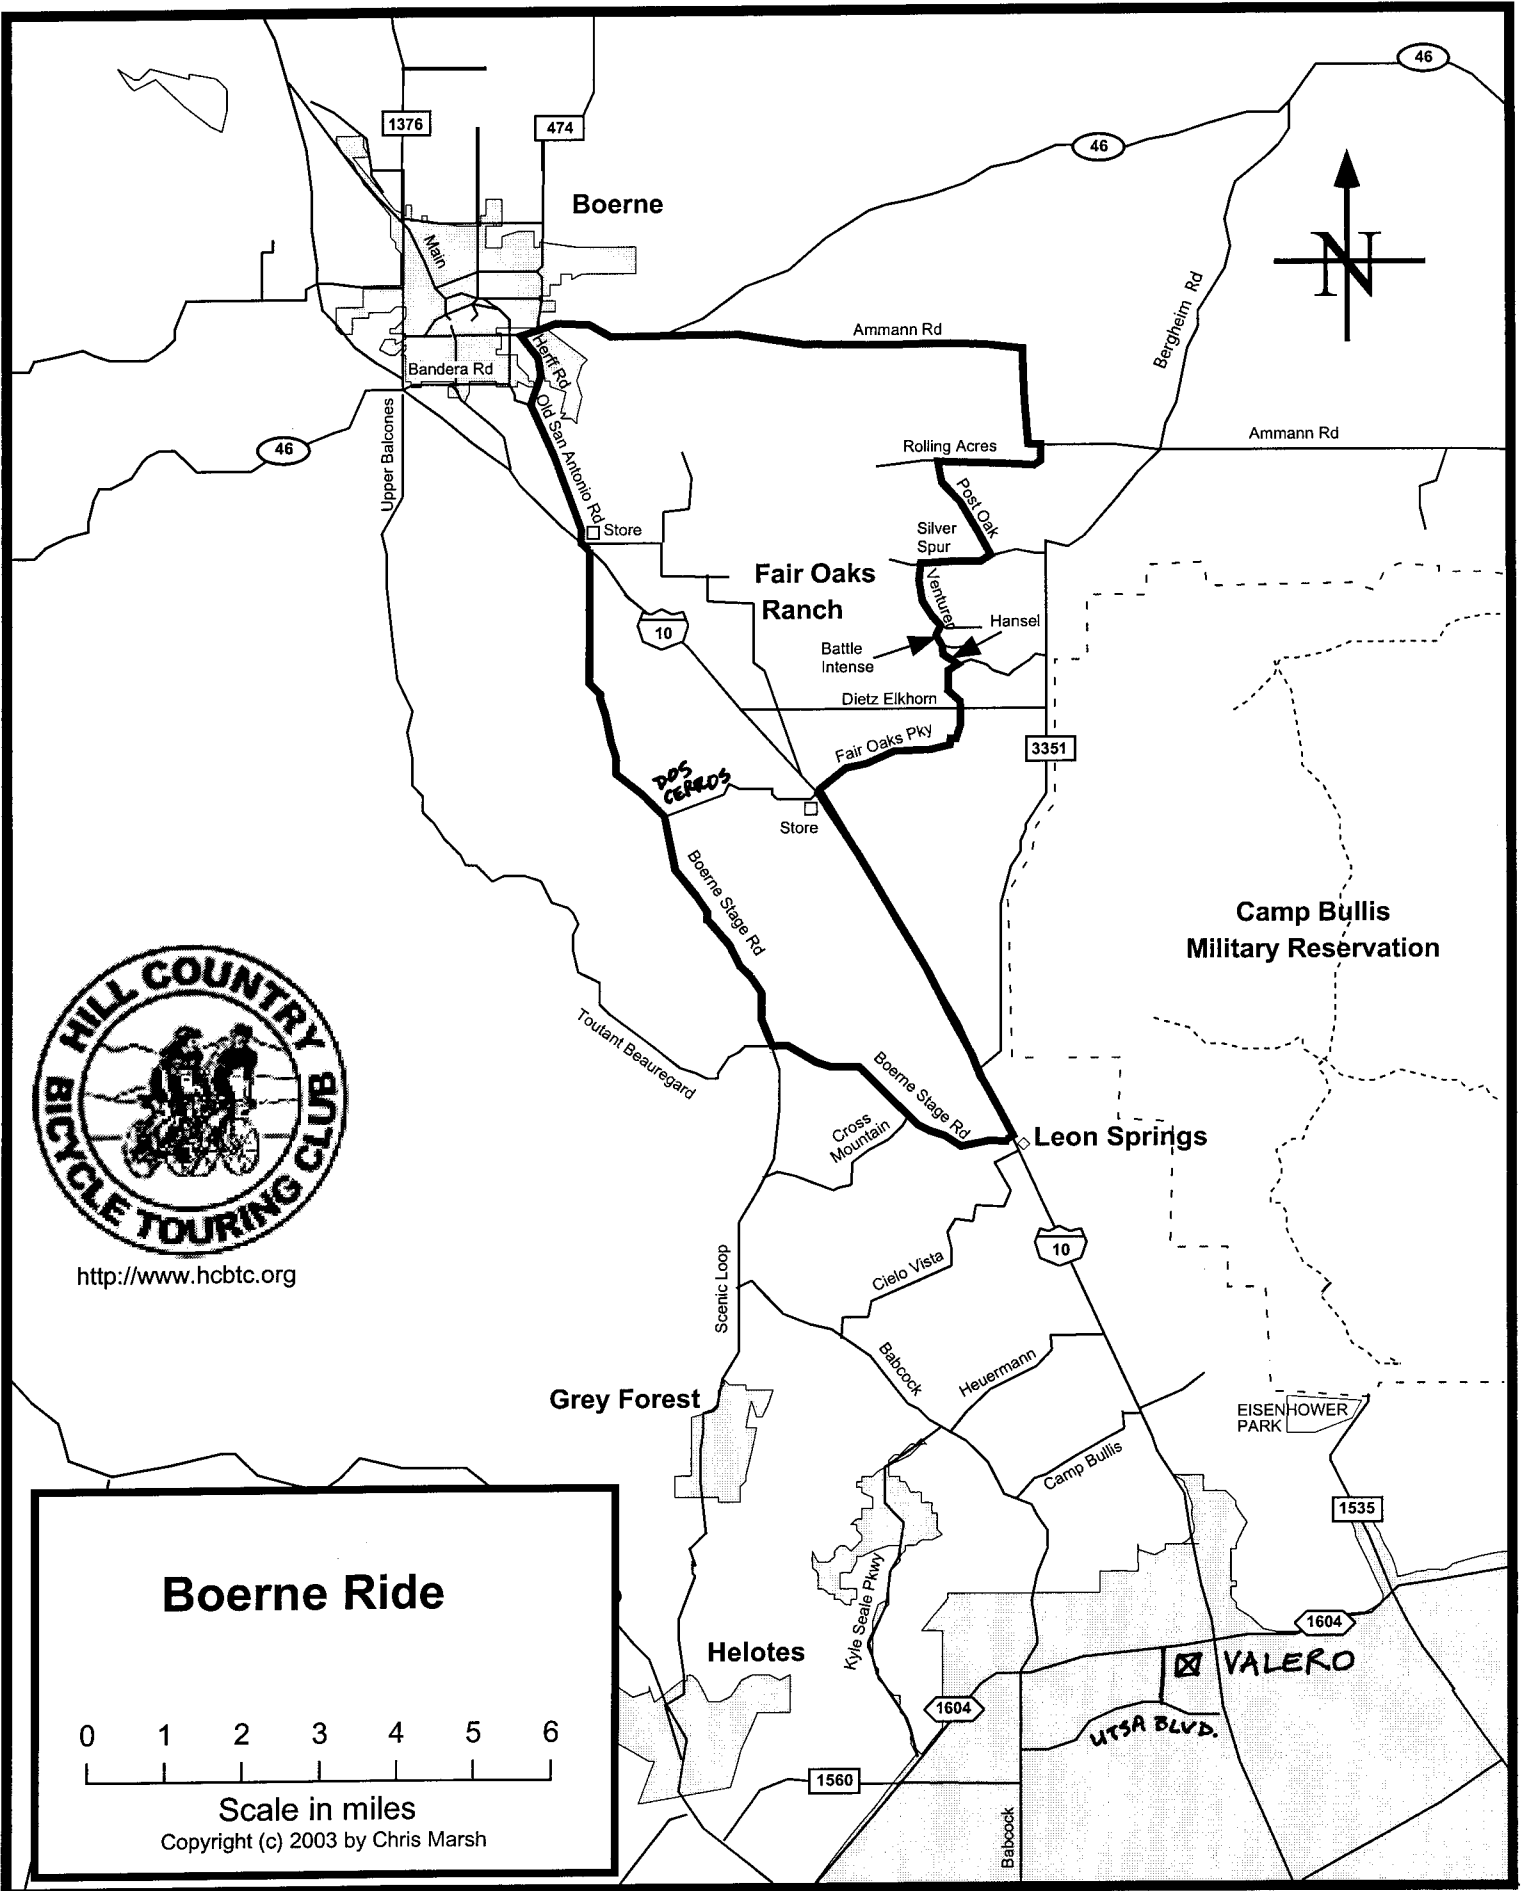 46
1376
474
46
Boerne
Main
N
Bergheim Rd
Ammann Rd
Herff Rd
Bandera Rd
Old San Antonio Rd
Upper Balcones
46
Ammann Rd
Rolling Acres
Post Oak
Store
Silver
Spur
Fair Oaks
Ranch
Venturer
10
Hansel
Battle
Intense
Dietz Elkhorn
Fair Oaks Pky
3351
DOS
CERROS
Store
Boerne Stage Rd
Camp Bullis
Military Reservation
HILL COUNTRY
BICYCLE TOURING CLUB
http://www.hcbtc.org
Toutant Beauregard
Boerne Stage Rd
Cross
Mountain
Leon Springs
10
Cielo Vista
Scenic Loop
Babcock
Heuermann
Grey Forest
EISENHOWER
PARK
Camp Bullis
1535
Kyle Seale Pkwy
1604
Helotes
VALERO
1604
UTSA BLVD.
1560
Babcock
Boerne Ride
0 1 2 3 4 5 6
Scale in miles
Copyright (c) 2003 by Chris Marsh